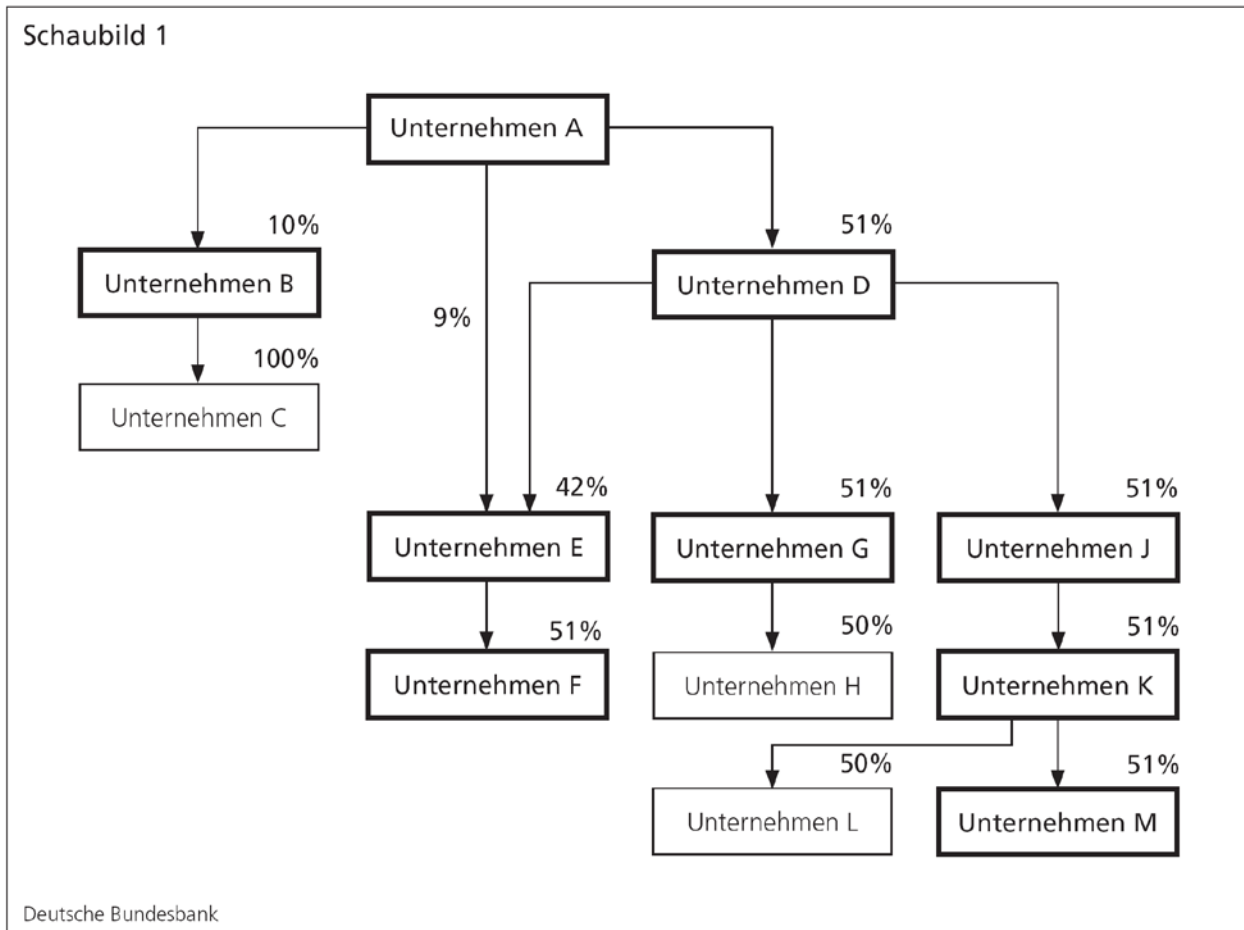 Schaubild 1
Unternehmen A
10%
51%
Unternehmen B
Unternehmen D
9%
100%
Unternehmen C
42%
51%
51%
Unternehmen E
Unternehmen G
Unternehmen J
51%
50%
51%
Unternehmen F
Unternehmen H
Unternehmen K
50%
51%
Unternehmen L
Unternehmen M
Deutsche Bundesbank